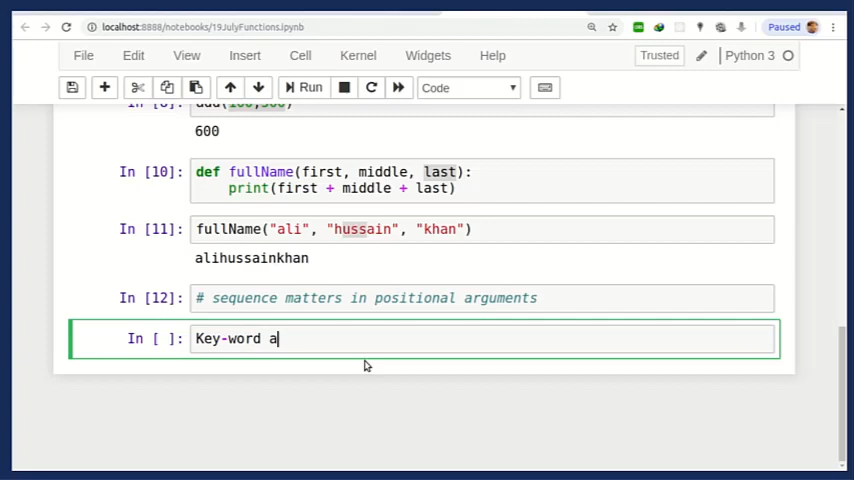 localhost:8888/notebooks/19JulyFunctions.ipynb
Paused
File Edit View Insert Cell Kernel Widgets Help
Trusted Python 3
Run Code
600
In [10]: def fullName(first, middle, last):
print(first + middle + last)
In [11]: fullName("ali", "hussain", "khan")
alihussainkhan
In [12]: # sequence matters in positional arguments
In [ ]: Key-word a